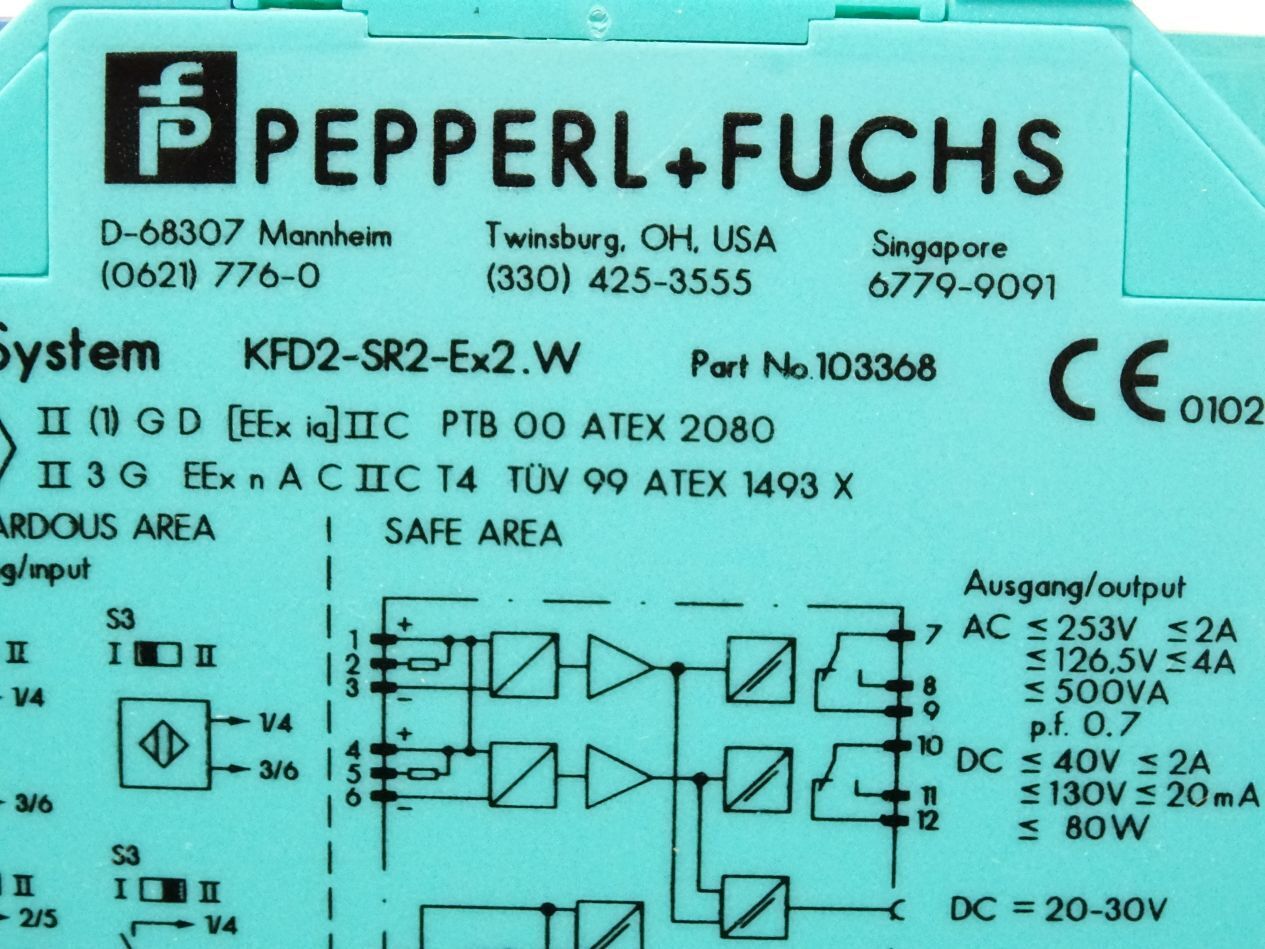 fp PEPPERL+FUCHS
D-68307 Mannheim
(0621) 776-0
Twinsburg, OH, USA
(330) 425-3555
Singapore
6779-9091
System KFD2-SR2-Ex2.W Part No.103368
CE 0102
II (1) G D [EEx ia] IIC PTB 00 ATEX 2080
II 3 G EEx n A C IIC T4 TÜV 99 ATEX 1493 X
ARDOUS AREA
SAFE AREA
g/input
S3
II
I II
1/4
1/4
3/6
3/6
S3
II
I II
2/5
1/4
1 +
2
3 -
4 +
5
6 -
7
8
9
10
11
12
Ausgang/output
AC ≤ 253V ≤ 2A
≤ 126,5V ≤ 4A
≤ 500VA
p.f. 0.7
DC ≤ 40V ≤ 2A
≤ 130V ≤ 20mA
≤ 80W
DC = 20-30V